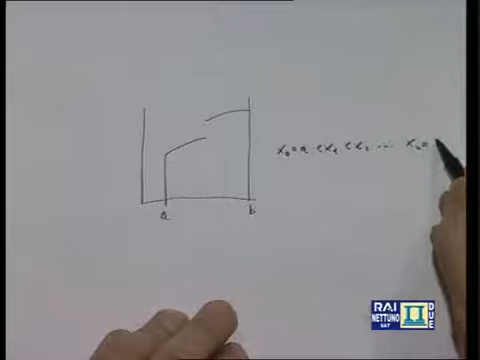 x₀ = a < x₁ < x₂ ... xₙ =
a b
RAI
NETTUNO
SAT
DUE